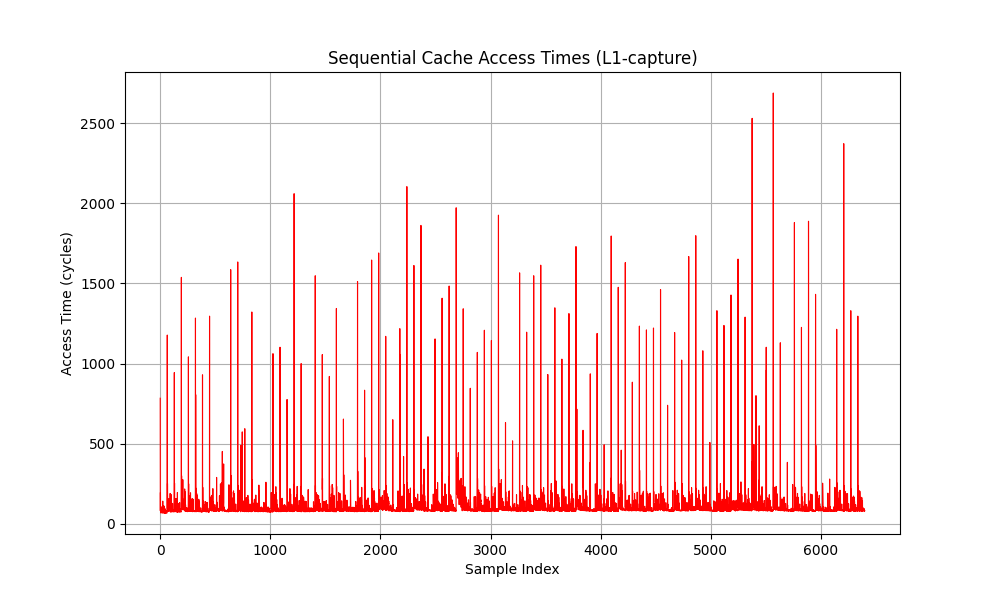 Sequential Cache Access Times (L1-capture)
Access Time (cycles)
2500
2000
1500
1000
500
0
0 1000 2000 3000 4000 5000 6000
Sample Index